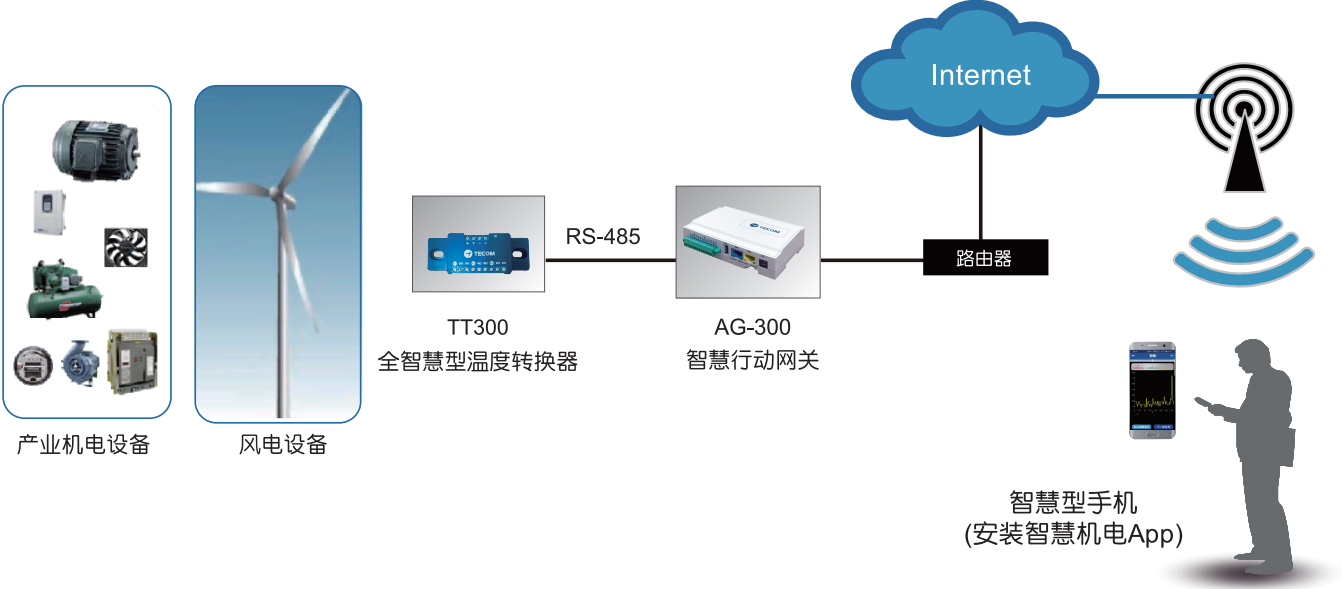 Internet
TECOM
RS-485
TECOM
路由器
TT300
全智慧型温度转换器
AG-300
智慧行动网关
产业机电设备
风电设备
智慧型手机
(安装智慧机电App)